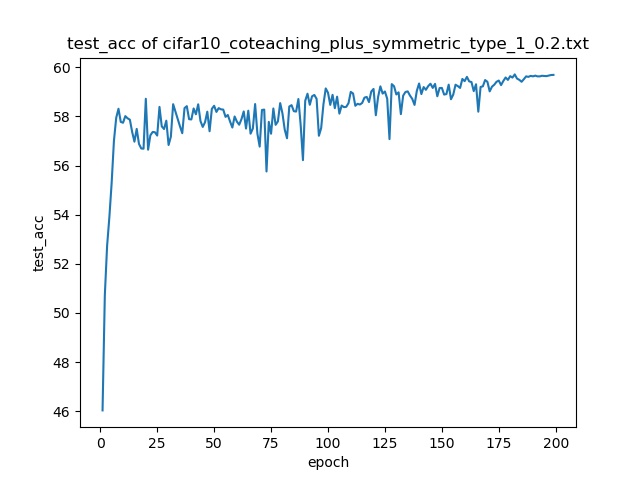 test_acc of cifar10_coteaching_plus_symmetric_type_1_0.2.txt
60
58
56
54
52
50
48
46
test_acc
0 25 50 75 100 125 150 175 200
epoch